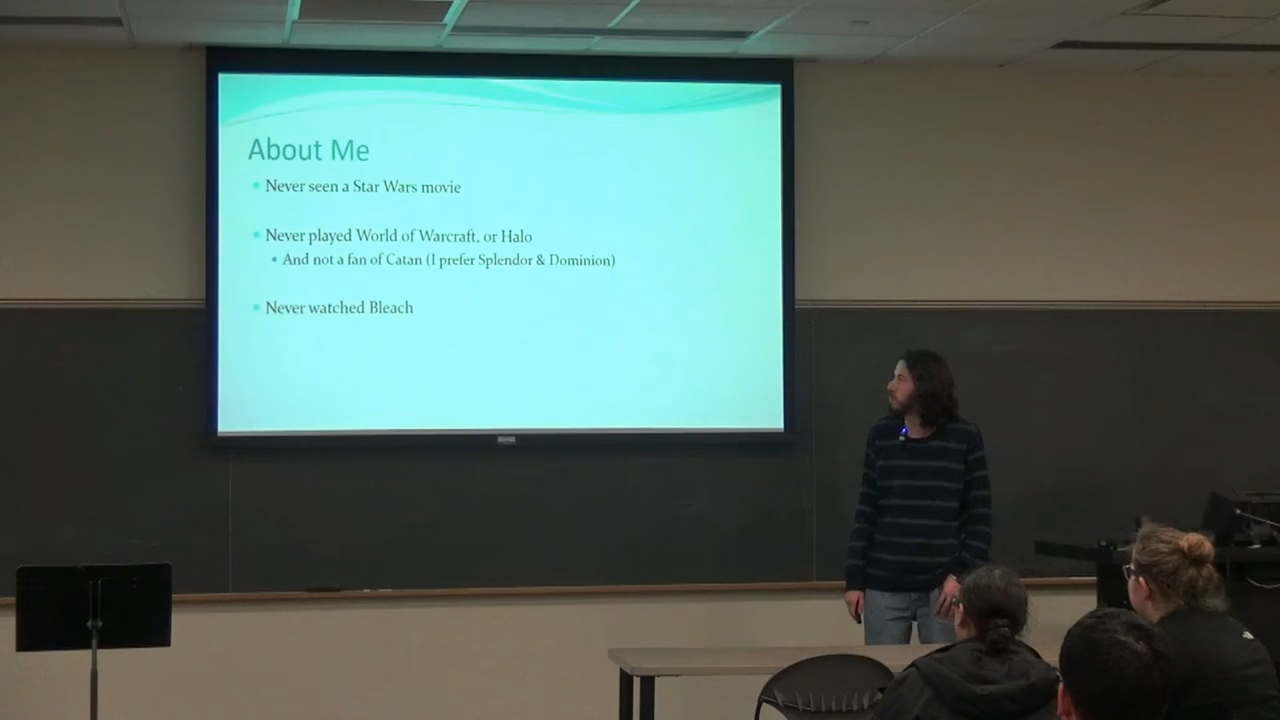 About Me
Never seen a Star Wars movie
Never played World of Warcraft, or Halo
And not a fan of Catan (I prefer Splendor & Dominion)
Never watched Bleach